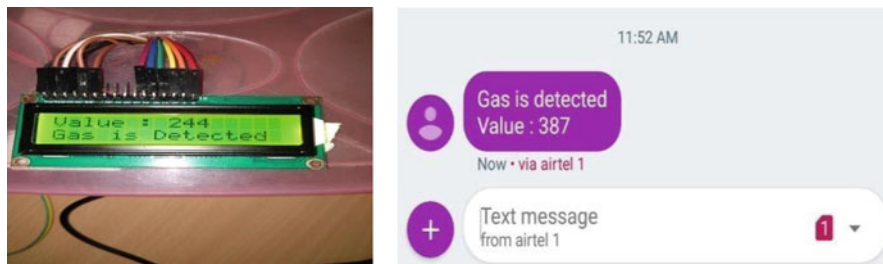 Value : 244
Gas is Detected
11:52 AM
Gas is detected
Value : 387
Now • via airtel 1
+
Text message
from airtel 1
1